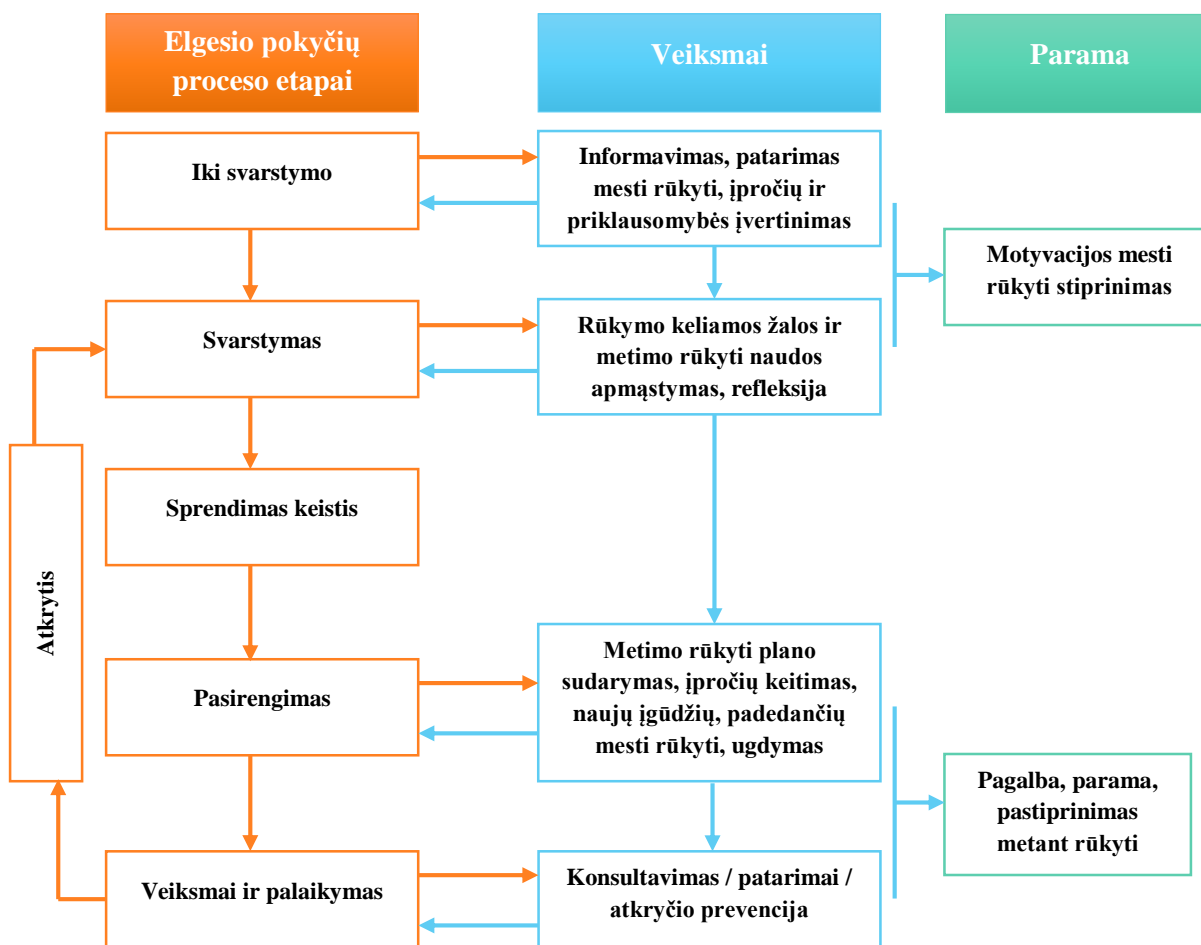 Elgesio pokyčių
proceso etapai
Veiksmai
Parama
Iki svarstymo
Informavimas, patarimas
mesti rūkyti, įpročių ir
priklausomybės įvertinimas
Motyvacijos mesti
rūkyti stiprinimas
Svarstymas
Rūkymo keliamos žalos ir
metimo rūkyti naudos
apmąstymas, refleksija
Sprendimas keistis
Atkrytis
Pasirengimas
Metimo rūkyti plano
sudarymas, įpročių keitimas,
naujų įgūdžių, padedančių
mesti rūkyti, ugdymas
Pagalba, parama,
pastiprinimas
metant rūkyti
Veiksmai ir palaikymas
Konsultavimas / patarimai /
atkryčio prevencija